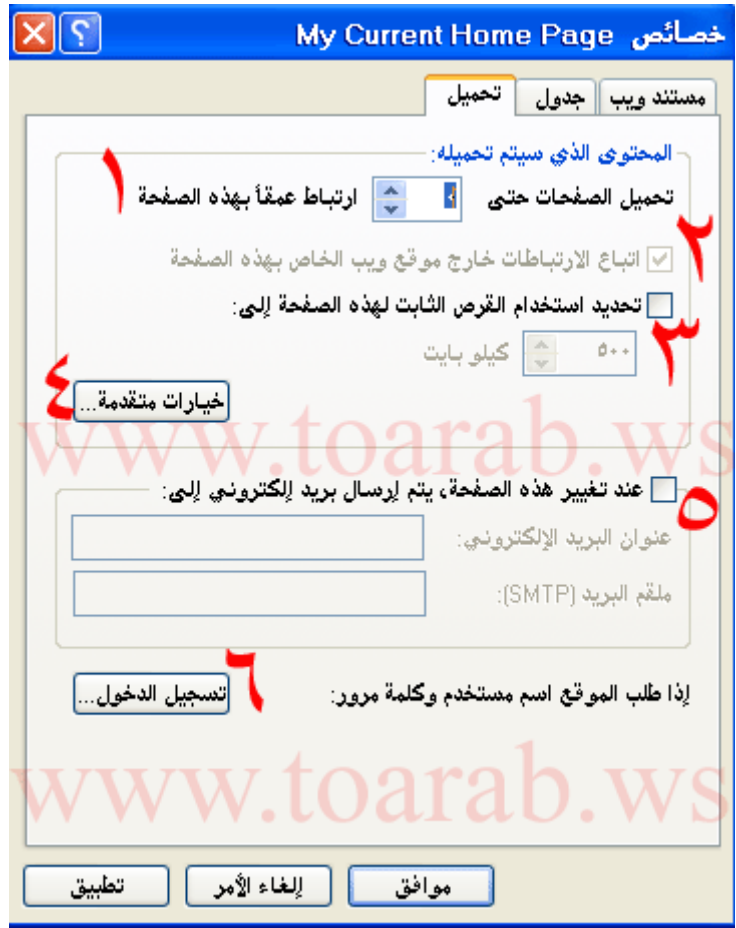 خصائص My Current Home Page
مستند ويب جدول تحميل
المحتوى الذي سيتم تحميله:
تحميل الصفحات حتى ارتباط عمقاً بهذه الصفحة ١
اتباع الارتباطات خارج موقع ويب الخاص بهذه الصفحة ٢
تحديد استخدام القرص الثابت لهذه الصفحة إلى:
٥٠٠ كيلو بايت ٣
خيارات متقدمة... ٤
www.toarab.ws
عند تغيير هذه الصفحة، يتم إرسال بريد إلكتروني إلى: ٥
عنوان البريد الإلكتروني:
ملقم البريد (SMTP):
إذا طلب الموقع اسم مستخدم وكلمة مرور: تسجيل الدخول... ٦
www.toarab.ws
موافق إلغاء الأمر تطبيق